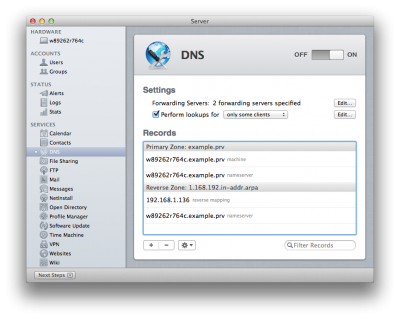 Server
HARDWARE
w89262r764c
ACCOUNTS
Users
Groups
STATUS
Alerts
Logs
Stats
SERVICES
Calendar
Contacts
DNS
File Sharing
FTP
Mail
Messages
NetInstall
Open Directory
Profile Manager
Software Update
Time Machine
VPN
Websites
Wiki
Next Steps
DNS
OFF ON
Settings
Forwarding Servers: 2 forwarding servers specified Edit...
Perform lookups for only some clients Edit...
Records
Primary Zone: example.prv
w89262r764c.example.prv machine
w89262r764c.example.prv nameserver
Reverse Zone: 1.168.192.in-addr.arpa
192.168.1.136 reverse mapping
w89262r764c.example.prv nameserver
+ −
Filter Records